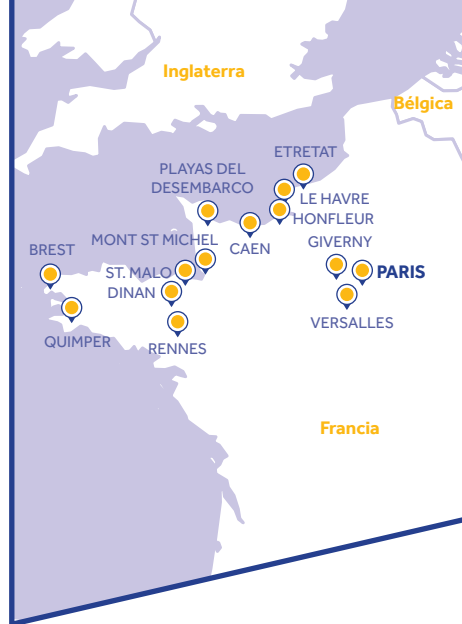 Inglaterra
Bélgica
ETRETAT
PLAYAS DEL
DESEMBARCO
LE HAVRE
HONFLEUR
MONT ST MICHEL
CAEN
GIVERNY
BREST
ST. MALO
PARIS
DINAN
VERSALLES
QUIMPER
RENNES
Francia